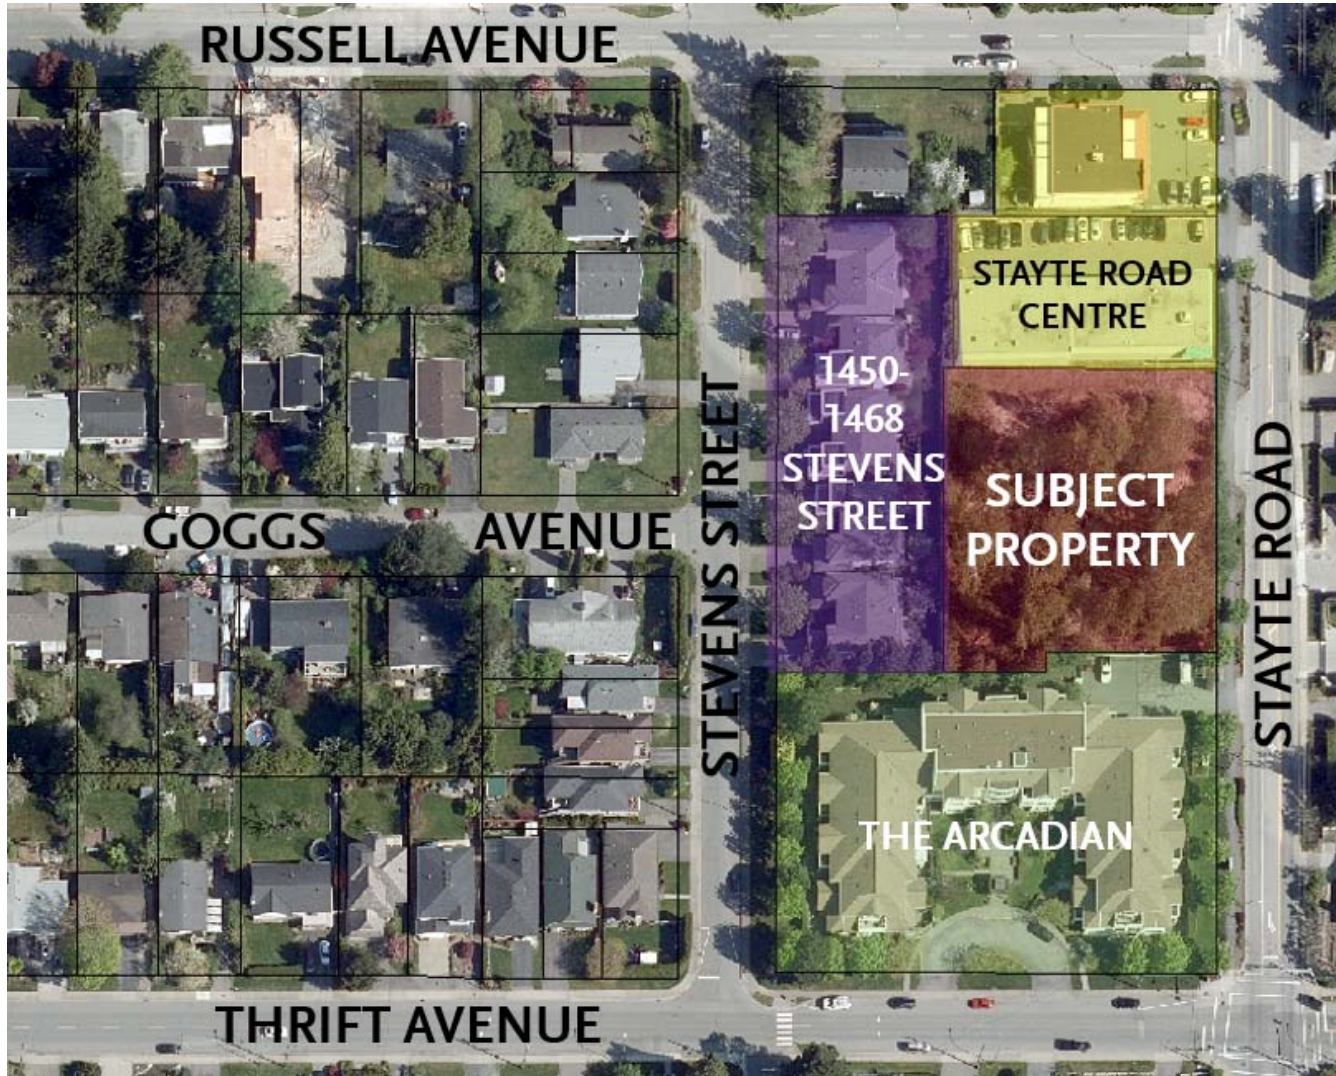 RUSSELL AVENUE
STAYTE ROAD
CENTRE
1450-
1468
STEVENS
STREET
SUBJECT
PROPERTY
GOGGS AVENUE
STEVENS STREET
STAYTE ROAD
THE ARCADIAN
THRIFT AVENUE